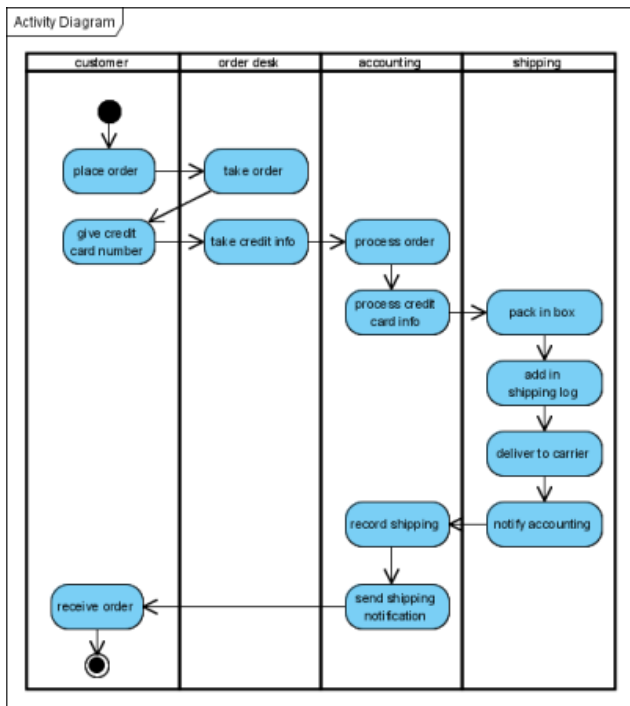 Activity Diagram
customer
order desk
accounting
shipping
place order
take order
give credit
card number
take credit info
process order
process credit
card info
pack in box
add in
shipping log
deliver to carrier
record shipping
notify accounting
receive order
send shipping
notification